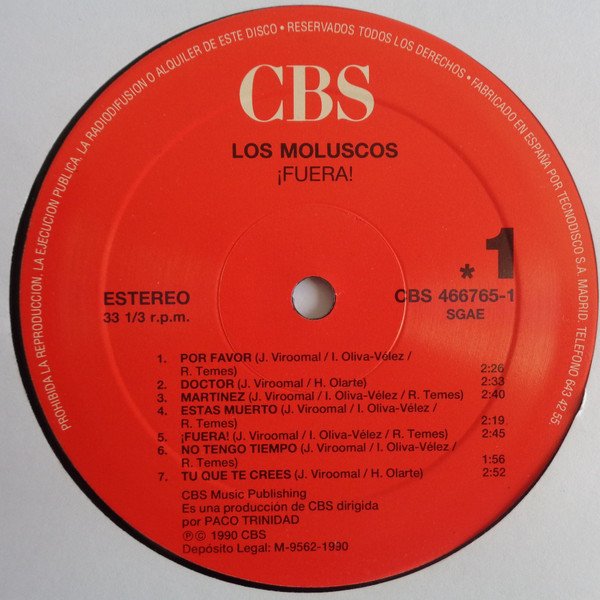 PROHIBIDA LA REPRODUCCION. LA EJECUCION PUBLICA. LA RADIODIFUSION O ALQUILER DE ESTE DISCO • RESERVADOS TODOS LOS DERECHOS • FABRICADO EN ESPAÑA POR TECNODISCO S.A. MADRID. TELEFONO 643 42 55.
CBS
LOS MOLUSCOS
¡FUERA!
*1
ESTEREO
33 1/3 r.p.m.
CBS 466765-1
SGAE
1. POR FAVOR (J. Viroomal / I. Oliva-Vélez /
R. Temes) 2:26
2. DOCTOR (J. Viroomal / H. Olarte) 2:33
3. MARTINEZ (J. Viroomal / I. Oliva-Vélez / R. Temes) 2:40
4. ESTAS MUERTO (J. Viroomal / I. Oliva-Vélez /
R. Temes) 2:19
5. ¡FUERA! (J. Viroomal / I. Oliva-Vélez / R. Temes) 2:45
6. NO TENGO TIEMPO (J. Viroomal / I. Oliva-Vélez /
R. Temes) 1:56
7. TU QUE TE CREES (J. Viroomal / H. Olarte) 2:52
CBS Music Publishing
Es una producción de CBS dirigida
por PACO TRINIDAD
℗ © 1990 CBS
Depósito Legal: M-9562-1990